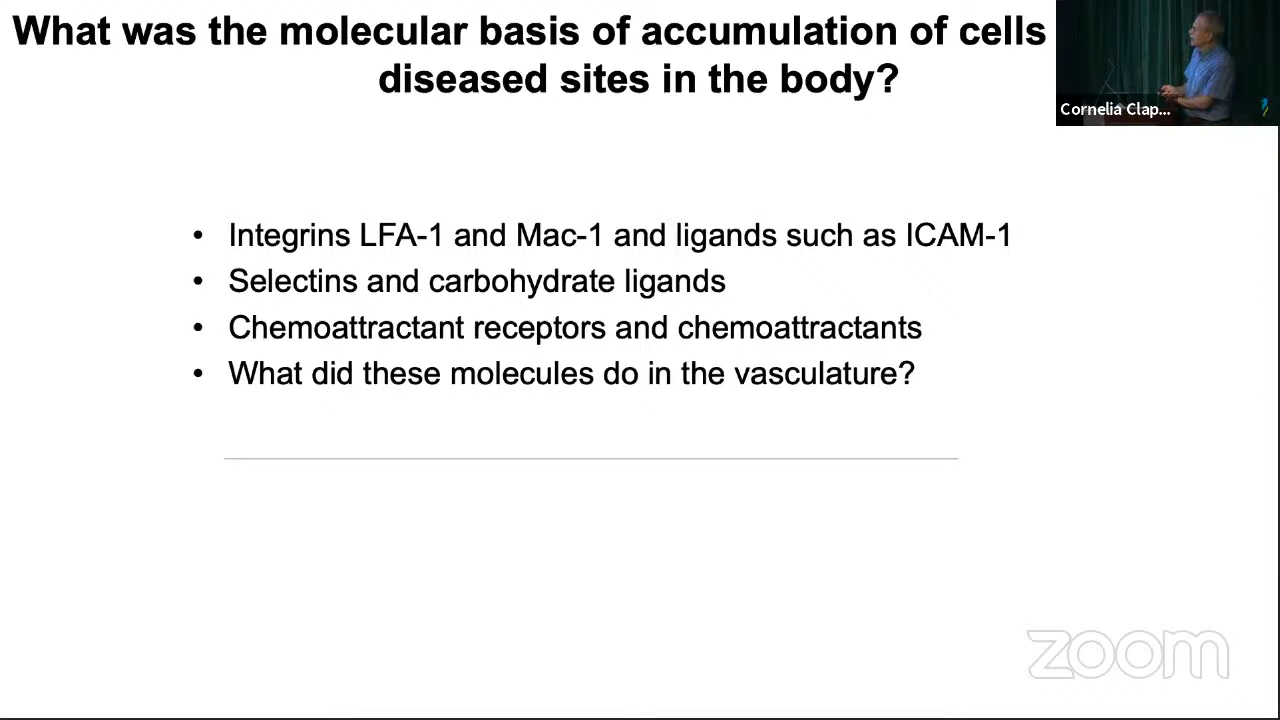 What was the molecular basis of accumulation of cells
diseased sites in the body?
Cornelia Clap...
• Integrins LFA-1 and Mac-1 and ligands such as ICAM-1
• Selectins and carbohydrate ligands
• Chemoattractant receptors and chemoattractants
• What did these molecules do in the vasculature?
zoom